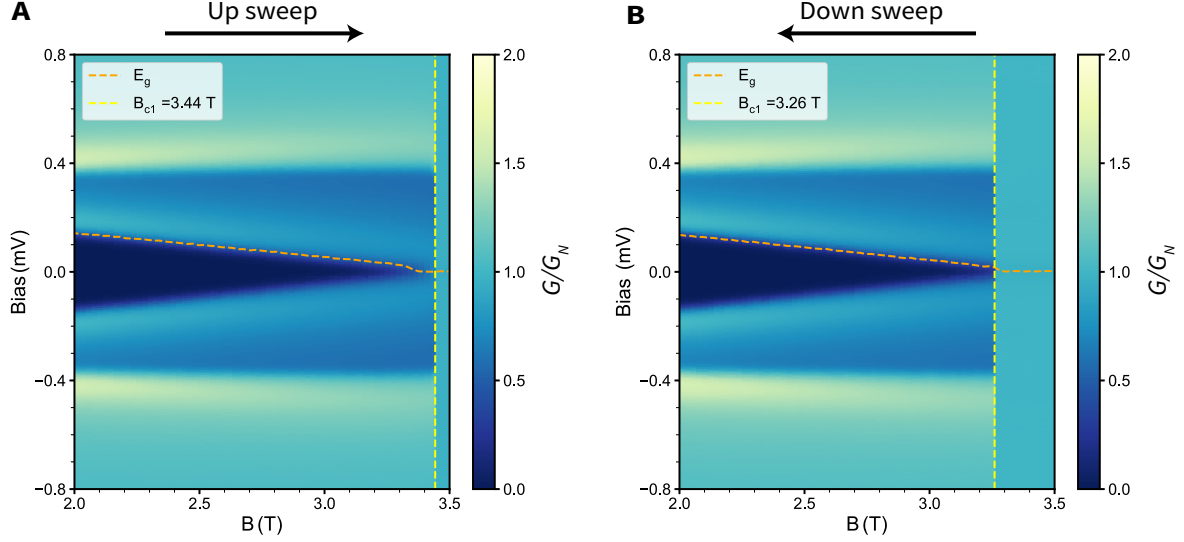 A
Up sweep
0.8
0.4
0.0
−0.4
−0.8
Bias (mV)
E_g
B_c1 =3.44 T
2.0
2.5
3.0
3.5
B (T)
2.0
1.5
1.0
0.5
0.0
G/G_N
B
Down sweep
0.8
0.4
0.0
−0.4
−0.8
Bias (mV)
E_g
B_c1 =3.26 T
2.0
2.5
3.0
3.5
B (T)
2.0
1.5
1.0
0.5
0.0
G/G_N